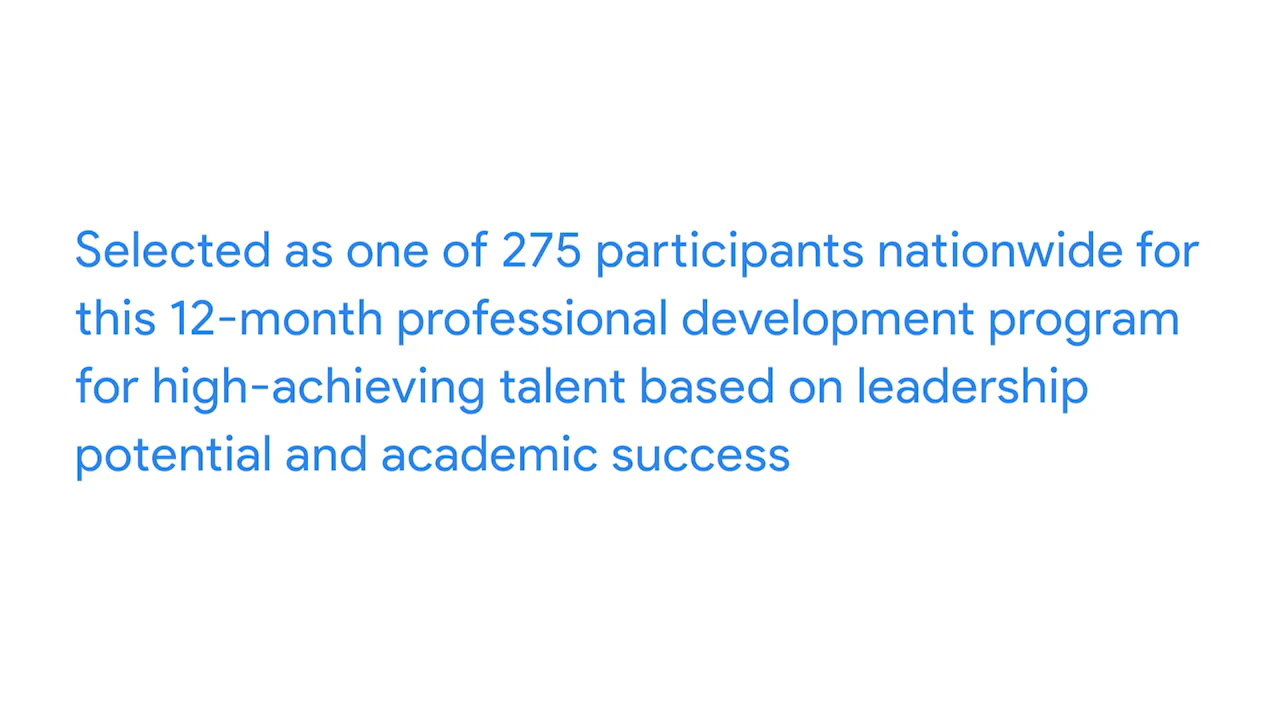 Selected as one of 275 participants nationwide for
this 12-month professional development program
for high-achieving talent based on leadership
potential and academic success